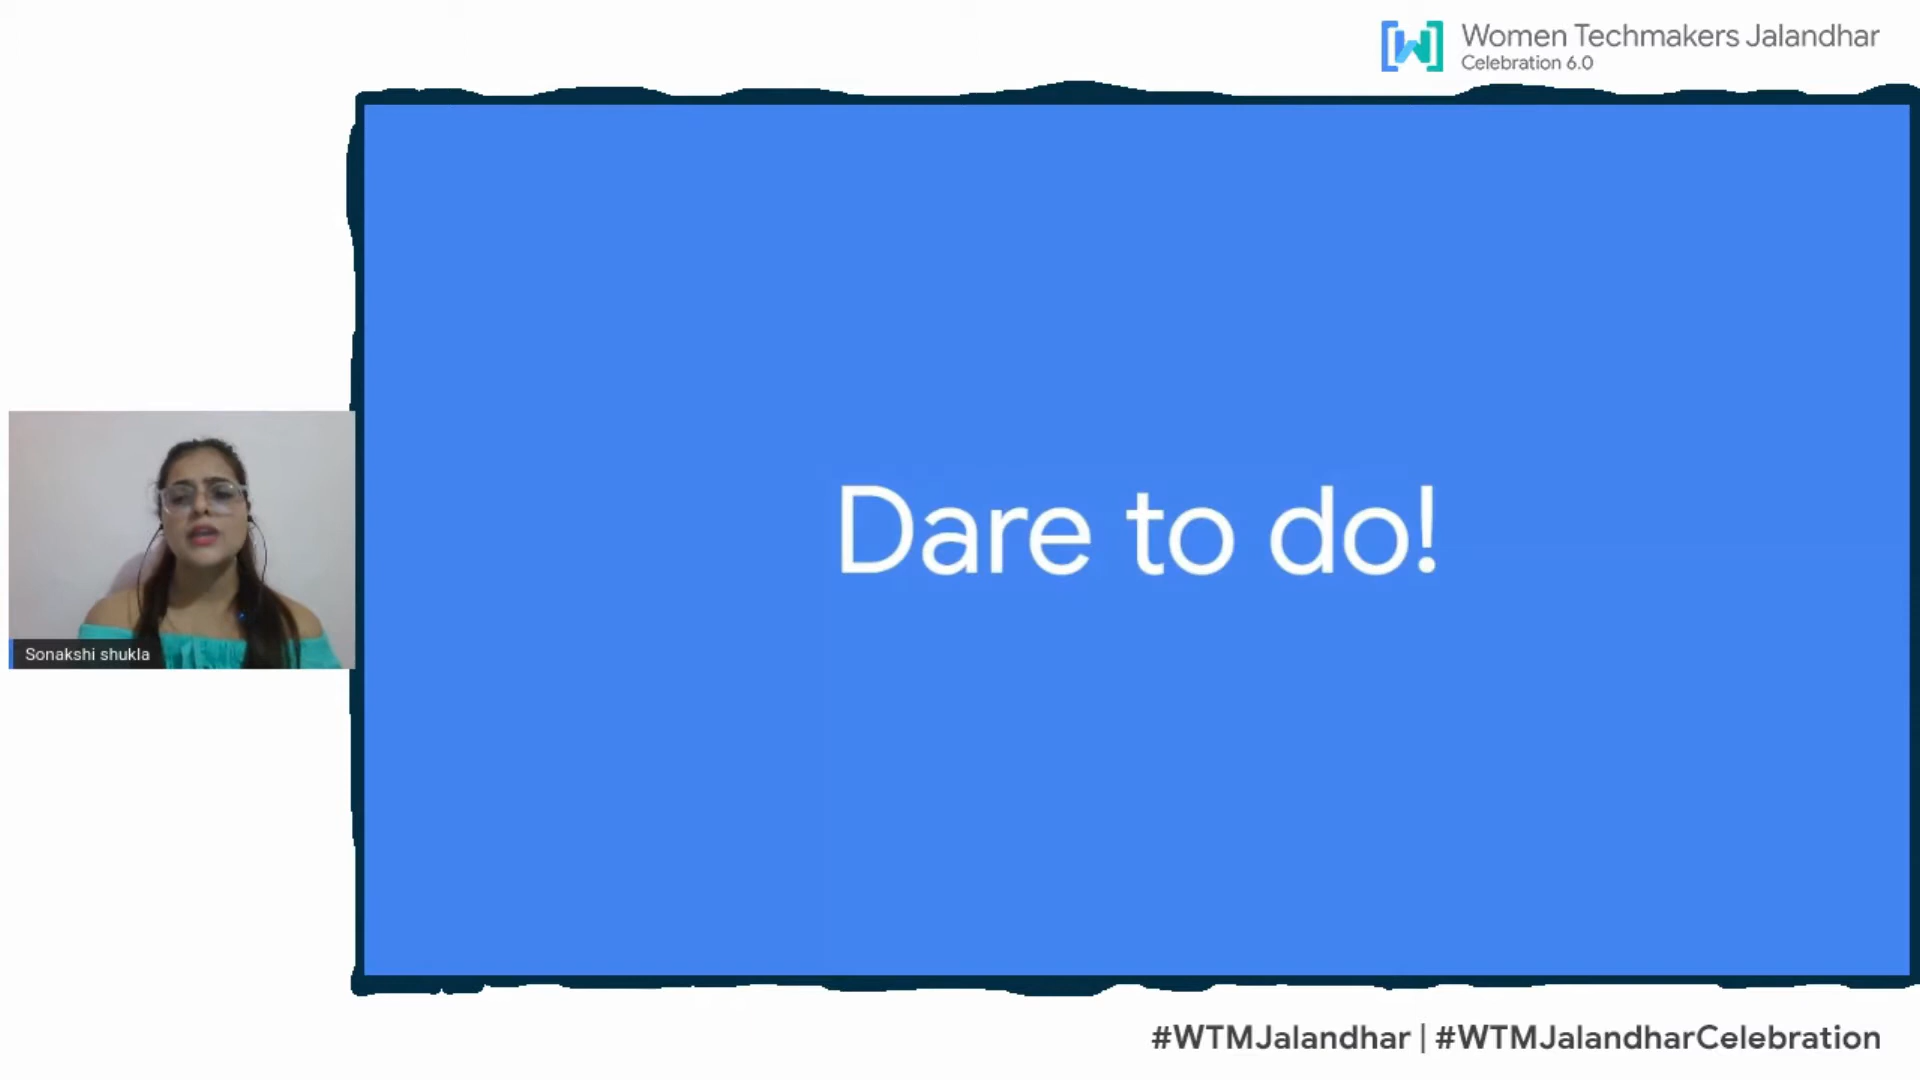 Women Techmakers Jalandhar
Celebration 6.0
Dare to do!
Sonakshi shukla
#WTMJalandhar | #WTMJalandharCelebration